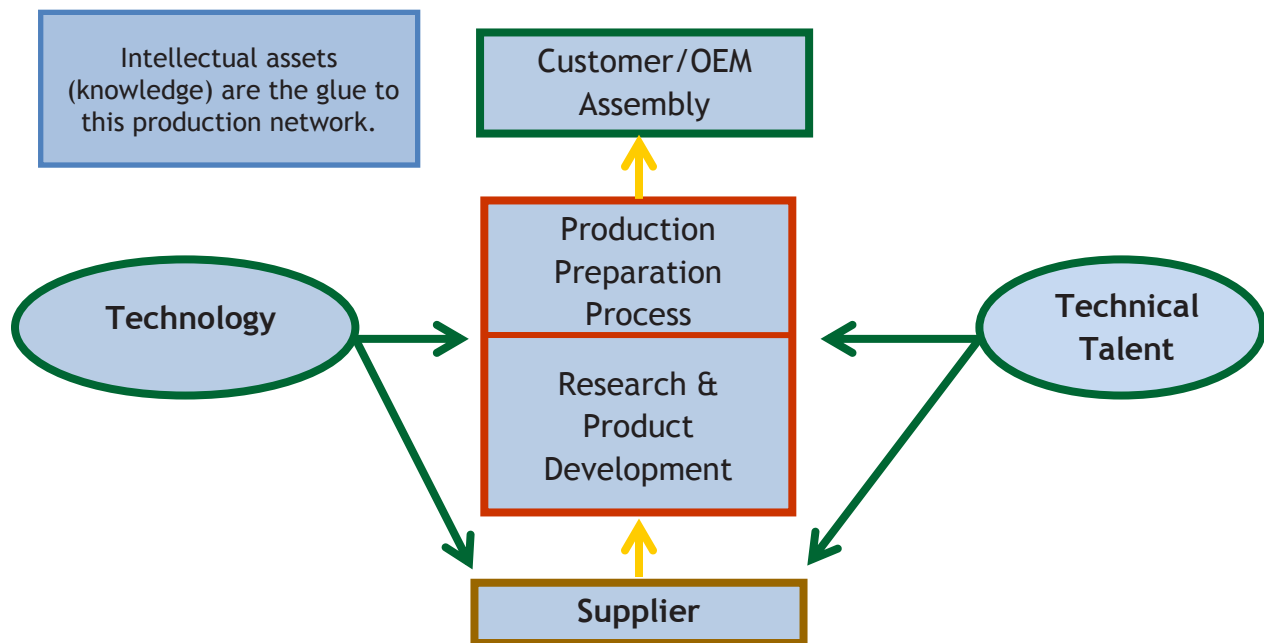 Intellectual assets
(knowledge) are the glue to
this production network.
Customer/OEM
Assembly
Production
Preparation
Process
Technology
Technical
Talent
Research &
Product
Development
Supplier